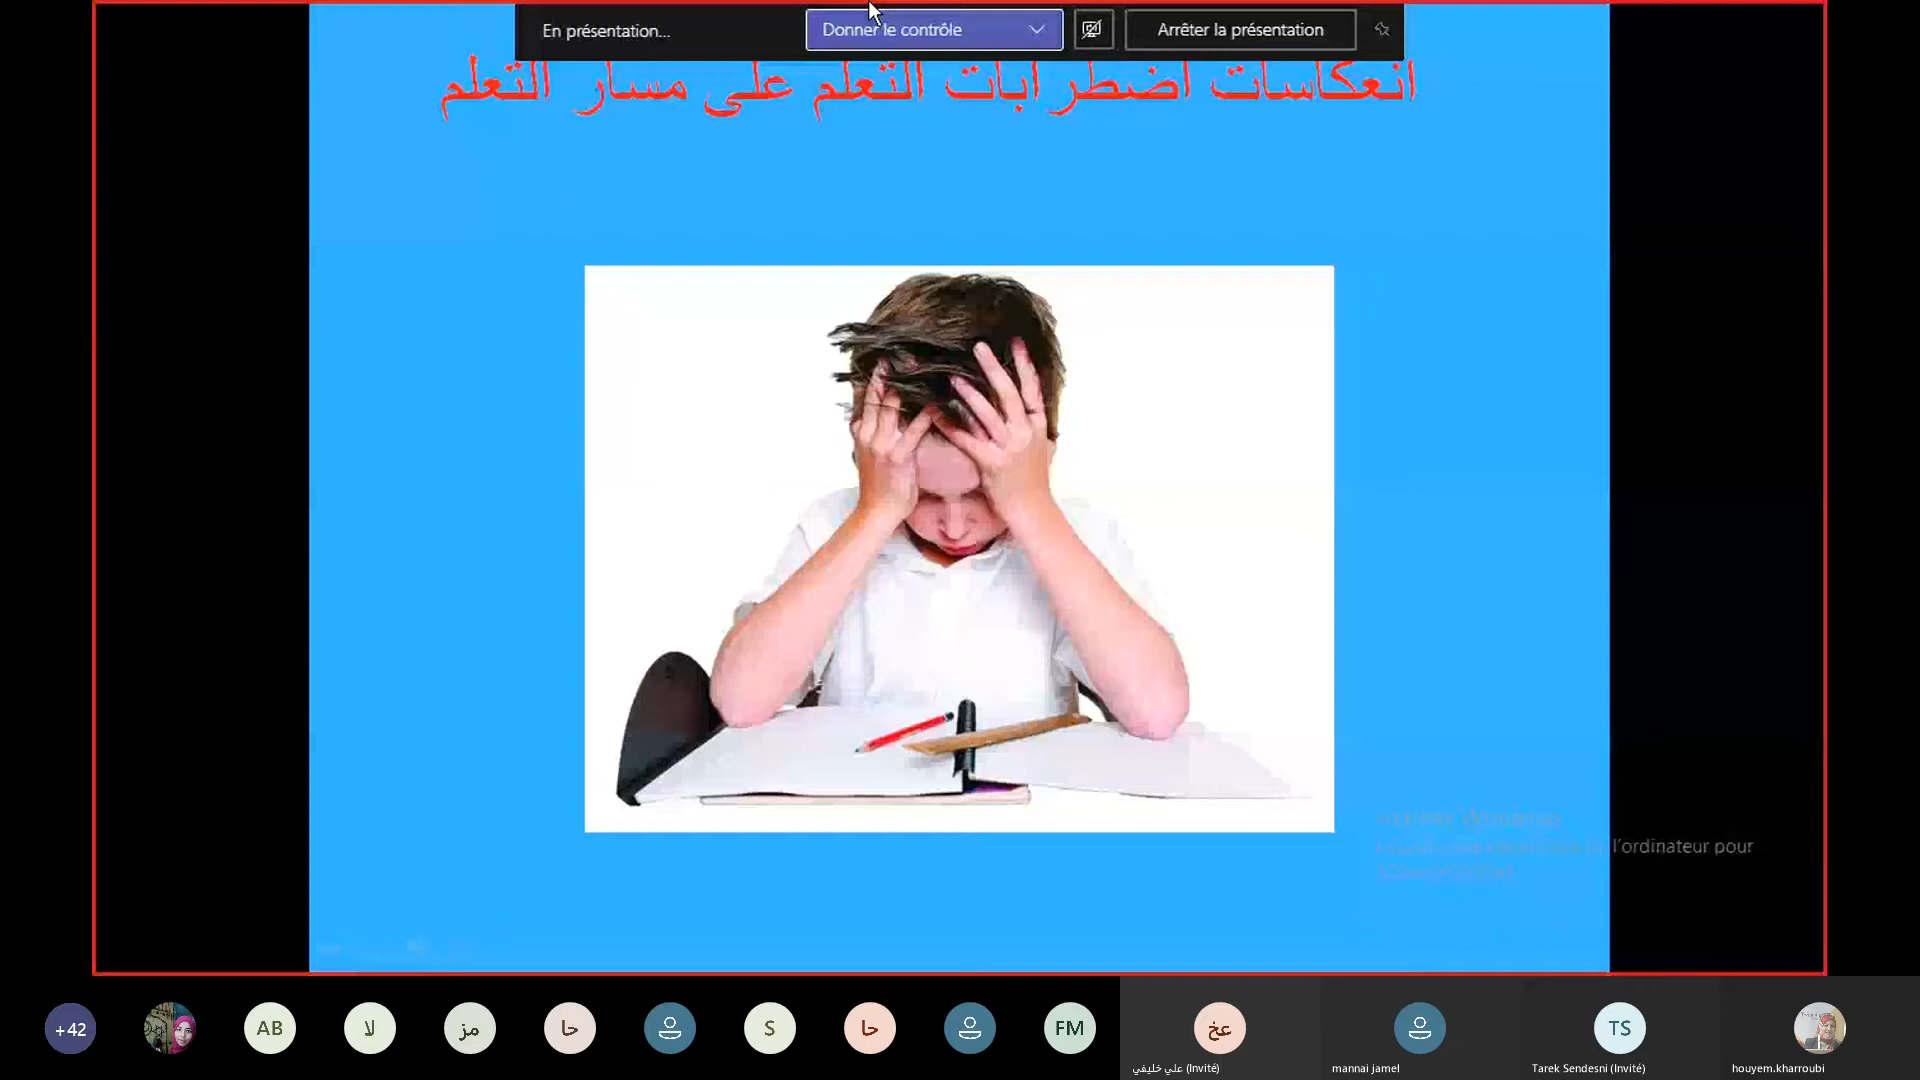 En présentation...
Donner le contrôle
Arrêter la présentation
انعكاسات اضطرابات التعلم على مسار التعلم
l'ordinateur pour
+42
AB
لا
مز
حا
S
حا
FM
عخ
TS
علي خليفي (Invité)
mannai jamel
Tarek Sendesni (Invité)
houyem.kharroubi